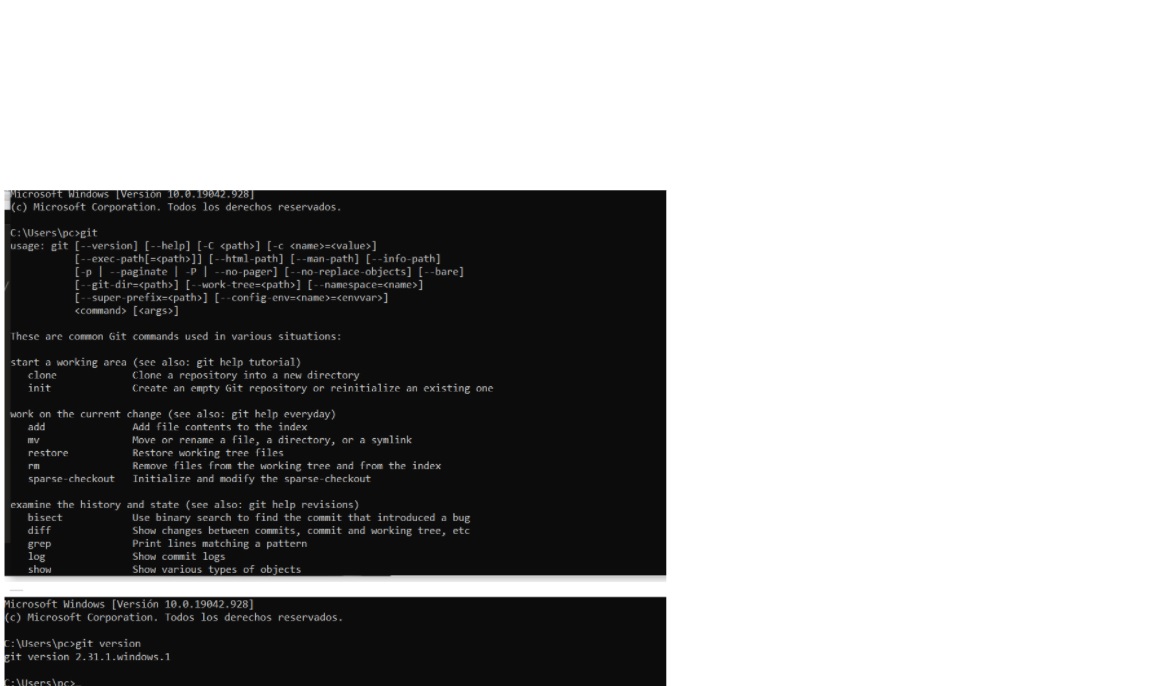 Microsoft Windows [Versión 10.0.19042.928]
(c) Microsoft Corporation. Todos los derechos reservados.
C:\Users\pc>git
usage: git [--version] [--help] [-C <path>] [-c <name>=<value>]
[--exec-path[=<path>]] [--html-path] [--man-path] [--info-path]
[-p | --paginate | -P | --no-pager] [--no-replace-objects] [--bare]
[--git-dir=<path>] [--work-tree=<path>] [--namespace=<name>]
[--super-prefix=<path>] [--config-env=<name>=<envvar>]
<command> [<args>]
These are common Git commands used in various situations:
start a working area (see also: git help tutorial)
clone Clone a repository into a new directory
init Create an empty Git repository or reinitialize an existing one
work on the current change (see also: git help everyday)
add Add file contents to the index
mv Move or rename a file, a directory, or a symlink
restore Restore working tree files
rm Remove files from the working tree and from the index
sparse-checkout Initialize and modify the sparse-checkout
examine the history and state (see also: git help revisions)
bisect Use binary search to find the commit that introduced a bug
diff Show changes between commits, commit and working tree, etc
grep Print lines matching a pattern
log Show commit logs
show Show various types of objects
Microsoft Windows [Versión 10.0.19042.928]
(c) Microsoft Corporation. Todos los derechos reservados.
C:\Users\pc>git version
git version 2.31.1.windows.1
C:\Users\pc>_